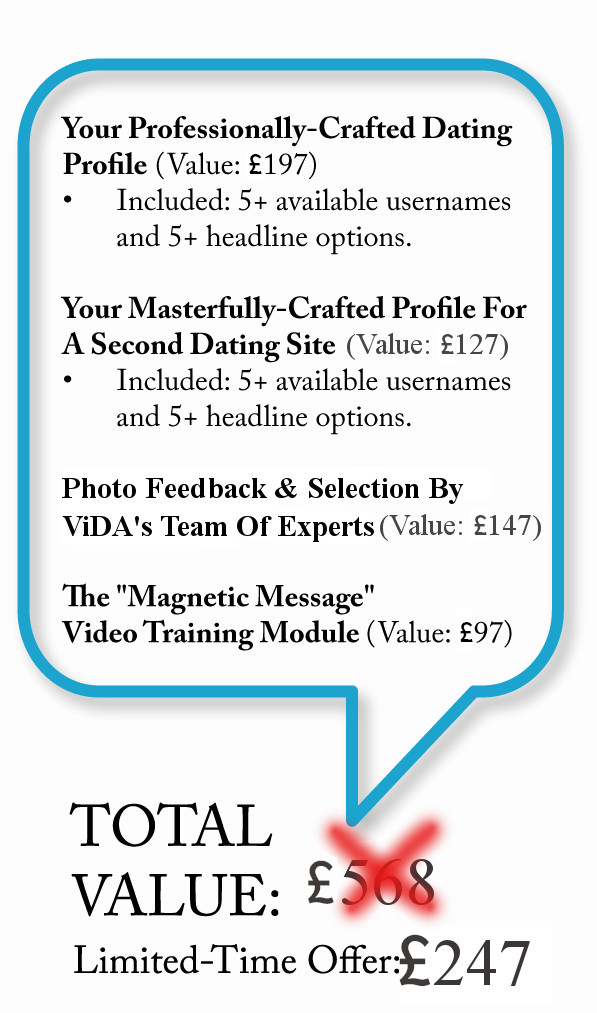 Your Professionally-Crafted Dating
Profile (Value: £197)
• Included: 5+ available usernames
and 5+ headline options.
Your Masterfully-Crafted Profile For
A Second Dating Site (Value: £127)
• Included: 5+ available usernames
and 5+ headline options.
Photo Feedback & Selection By
ViDA's Team Of Experts (Value: £147)
The "Magnetic Message"
Video Training Module (Value: £97)
TOTAL
VALUE: £568
Limited-Time Offer: £247